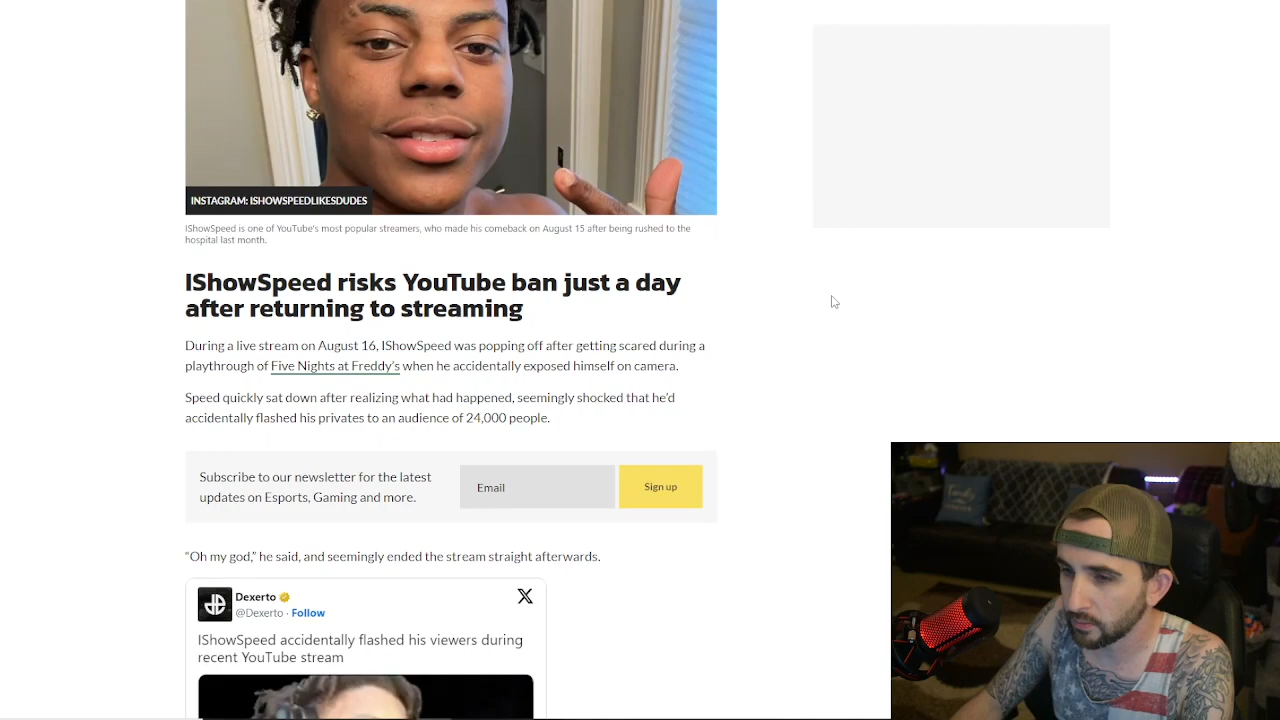 INSTAGRAM: ISHOWSPEEDLIKESDUDES
IShowSpeed is one of YouTube's most popular streamers, who made his comeback on August 15 after being rushed to the
hospital last month.
IShowSpeed risks YouTube ban just a day
after returning to streaming
During a live stream on August 16, IShowSpeed was popping off after getting scared during a
playthrough of Five Nights at Freddy's when he accidentally exposed himself on camera.
Speed quickly sat down after realizing what had happened, seemingly shocked that he'd
accidentally flashed his privates to an audience of 24,000 people.
Subscribe to our newsletter for the latest
updates on Esports, Gaming and more.
Email
Sign up
“Oh my god,” he said, and seemingly ended the stream straight afterwards.
Dexerto
@Dexerto · Follow
IShowSpeed accidentally flashed his viewers during
recent YouTube stream